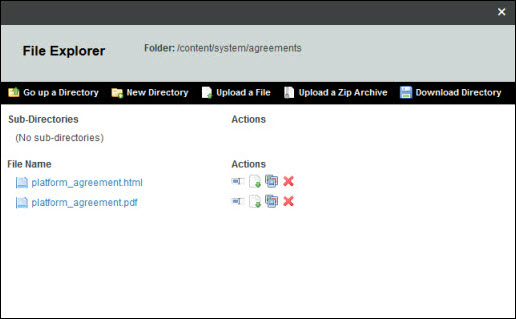 File Explorer
Folder: /content/system/agreements
Go up a Directory New Directory Upload a File Upload a Zip Archive Download Directory
Sub-Directories Actions
(No sub-directories)
File Name Actions
platform_agreement.html
platform_agreement.pdf